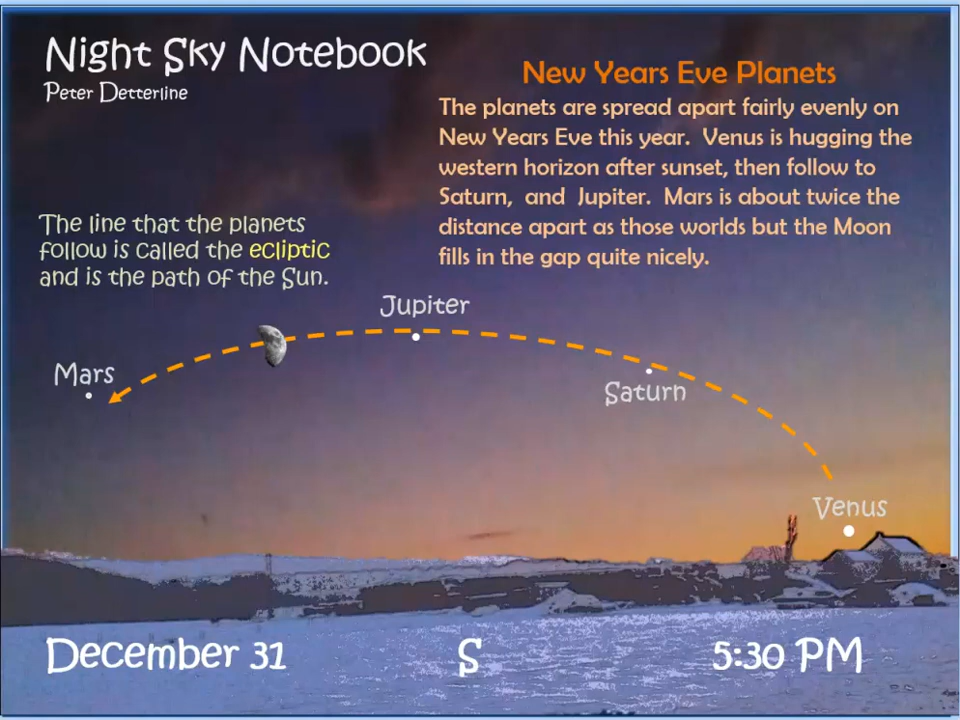 Night Sky Notebook
Peter Detterline
New Years Eve Planets
The planets are spread apart fairly evenly on
New Years Eve this year. Venus is hugging the
western horizon after sunset, then follow to
Saturn, and Jupiter. Mars is about twice the
distance apart as those worlds but the Moon
fills in the gap quite nicely.
The line that the planets
follow is called the ecliptic
and is the path of the Sun.
Jupiter
Mars
Saturn
Venus
December 31
S
5:30 PM